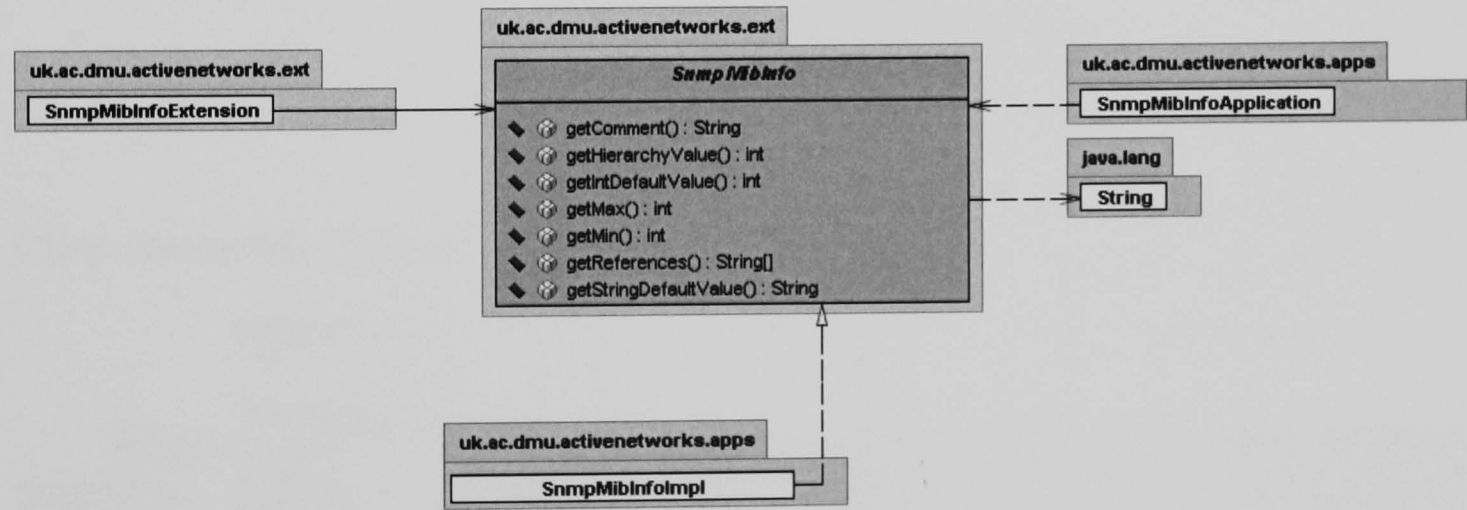 uk.ac.dmu.activenetworks.ext
SnmpMibInfoExtension
uk.ac.dmu.activenetworks.ext
SnmpMibInfo
getComment() : String
getHierarchyValue() : int
getIntDefaultValue() : int
getMax() : int
getMin() : int
getReferences() : String[]
getStringDefaultValue() : String
uk.ac.dmu.activenetworks.apps
SnmpMibInfoApplication
java.lang
String
uk.ac.dmu.activenetworks.apps
SnmpMibInfoImpl